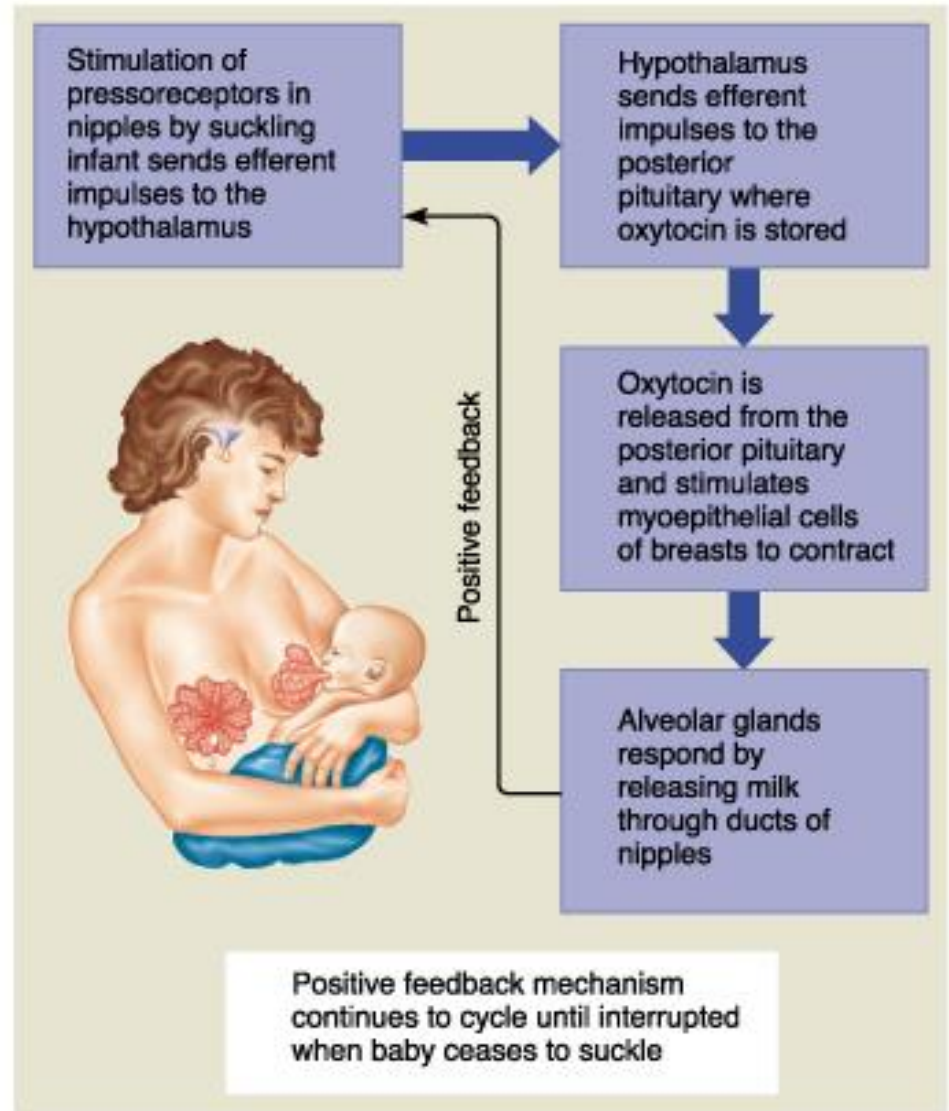 Stimulation of
pressoreceptors in
nipples by suckling
infant sends efferent
impulses to the
hypothalamus
Hypothalamus
sends efferent
impulses to the
posterior
pituitary where
oxytocin is stored
Oxytocin is
released from the
posterior pituitary
and stimulates
myoepithelial cells
of breasts to contract
Alveolar glands
respond by
releasing milk
through ducts of
nipples
Positive feedback
Positive feedback mechanism
continues to cycle until interrupted
when baby ceases to suckle